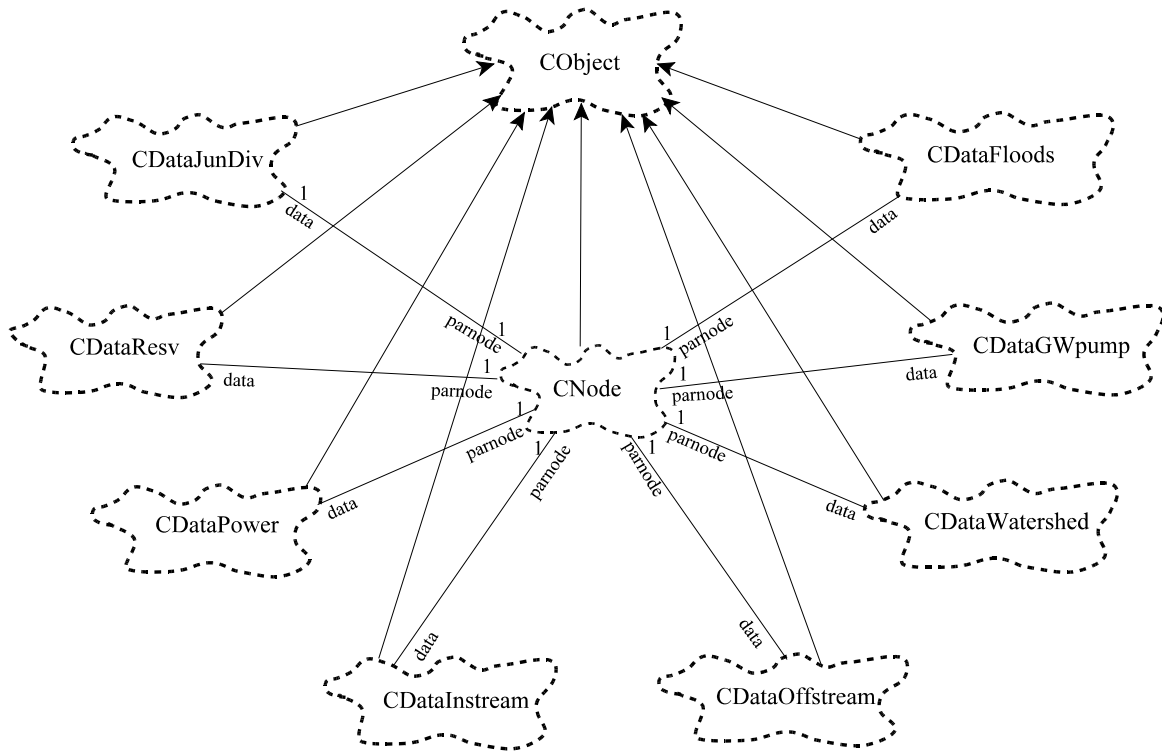 CObject
CDataJunDiv
CDataFloods
1
data
data
1
parnode
1
parnode
CDataResv
CDataGWpump
CNode
data
1
parnode
1
parnode
data
1
parnode
1
parnode
1
parnode
1
parnode
CDataPower
data
data
CDataWatershed
data
data
CDataInstream
CDataOffstream